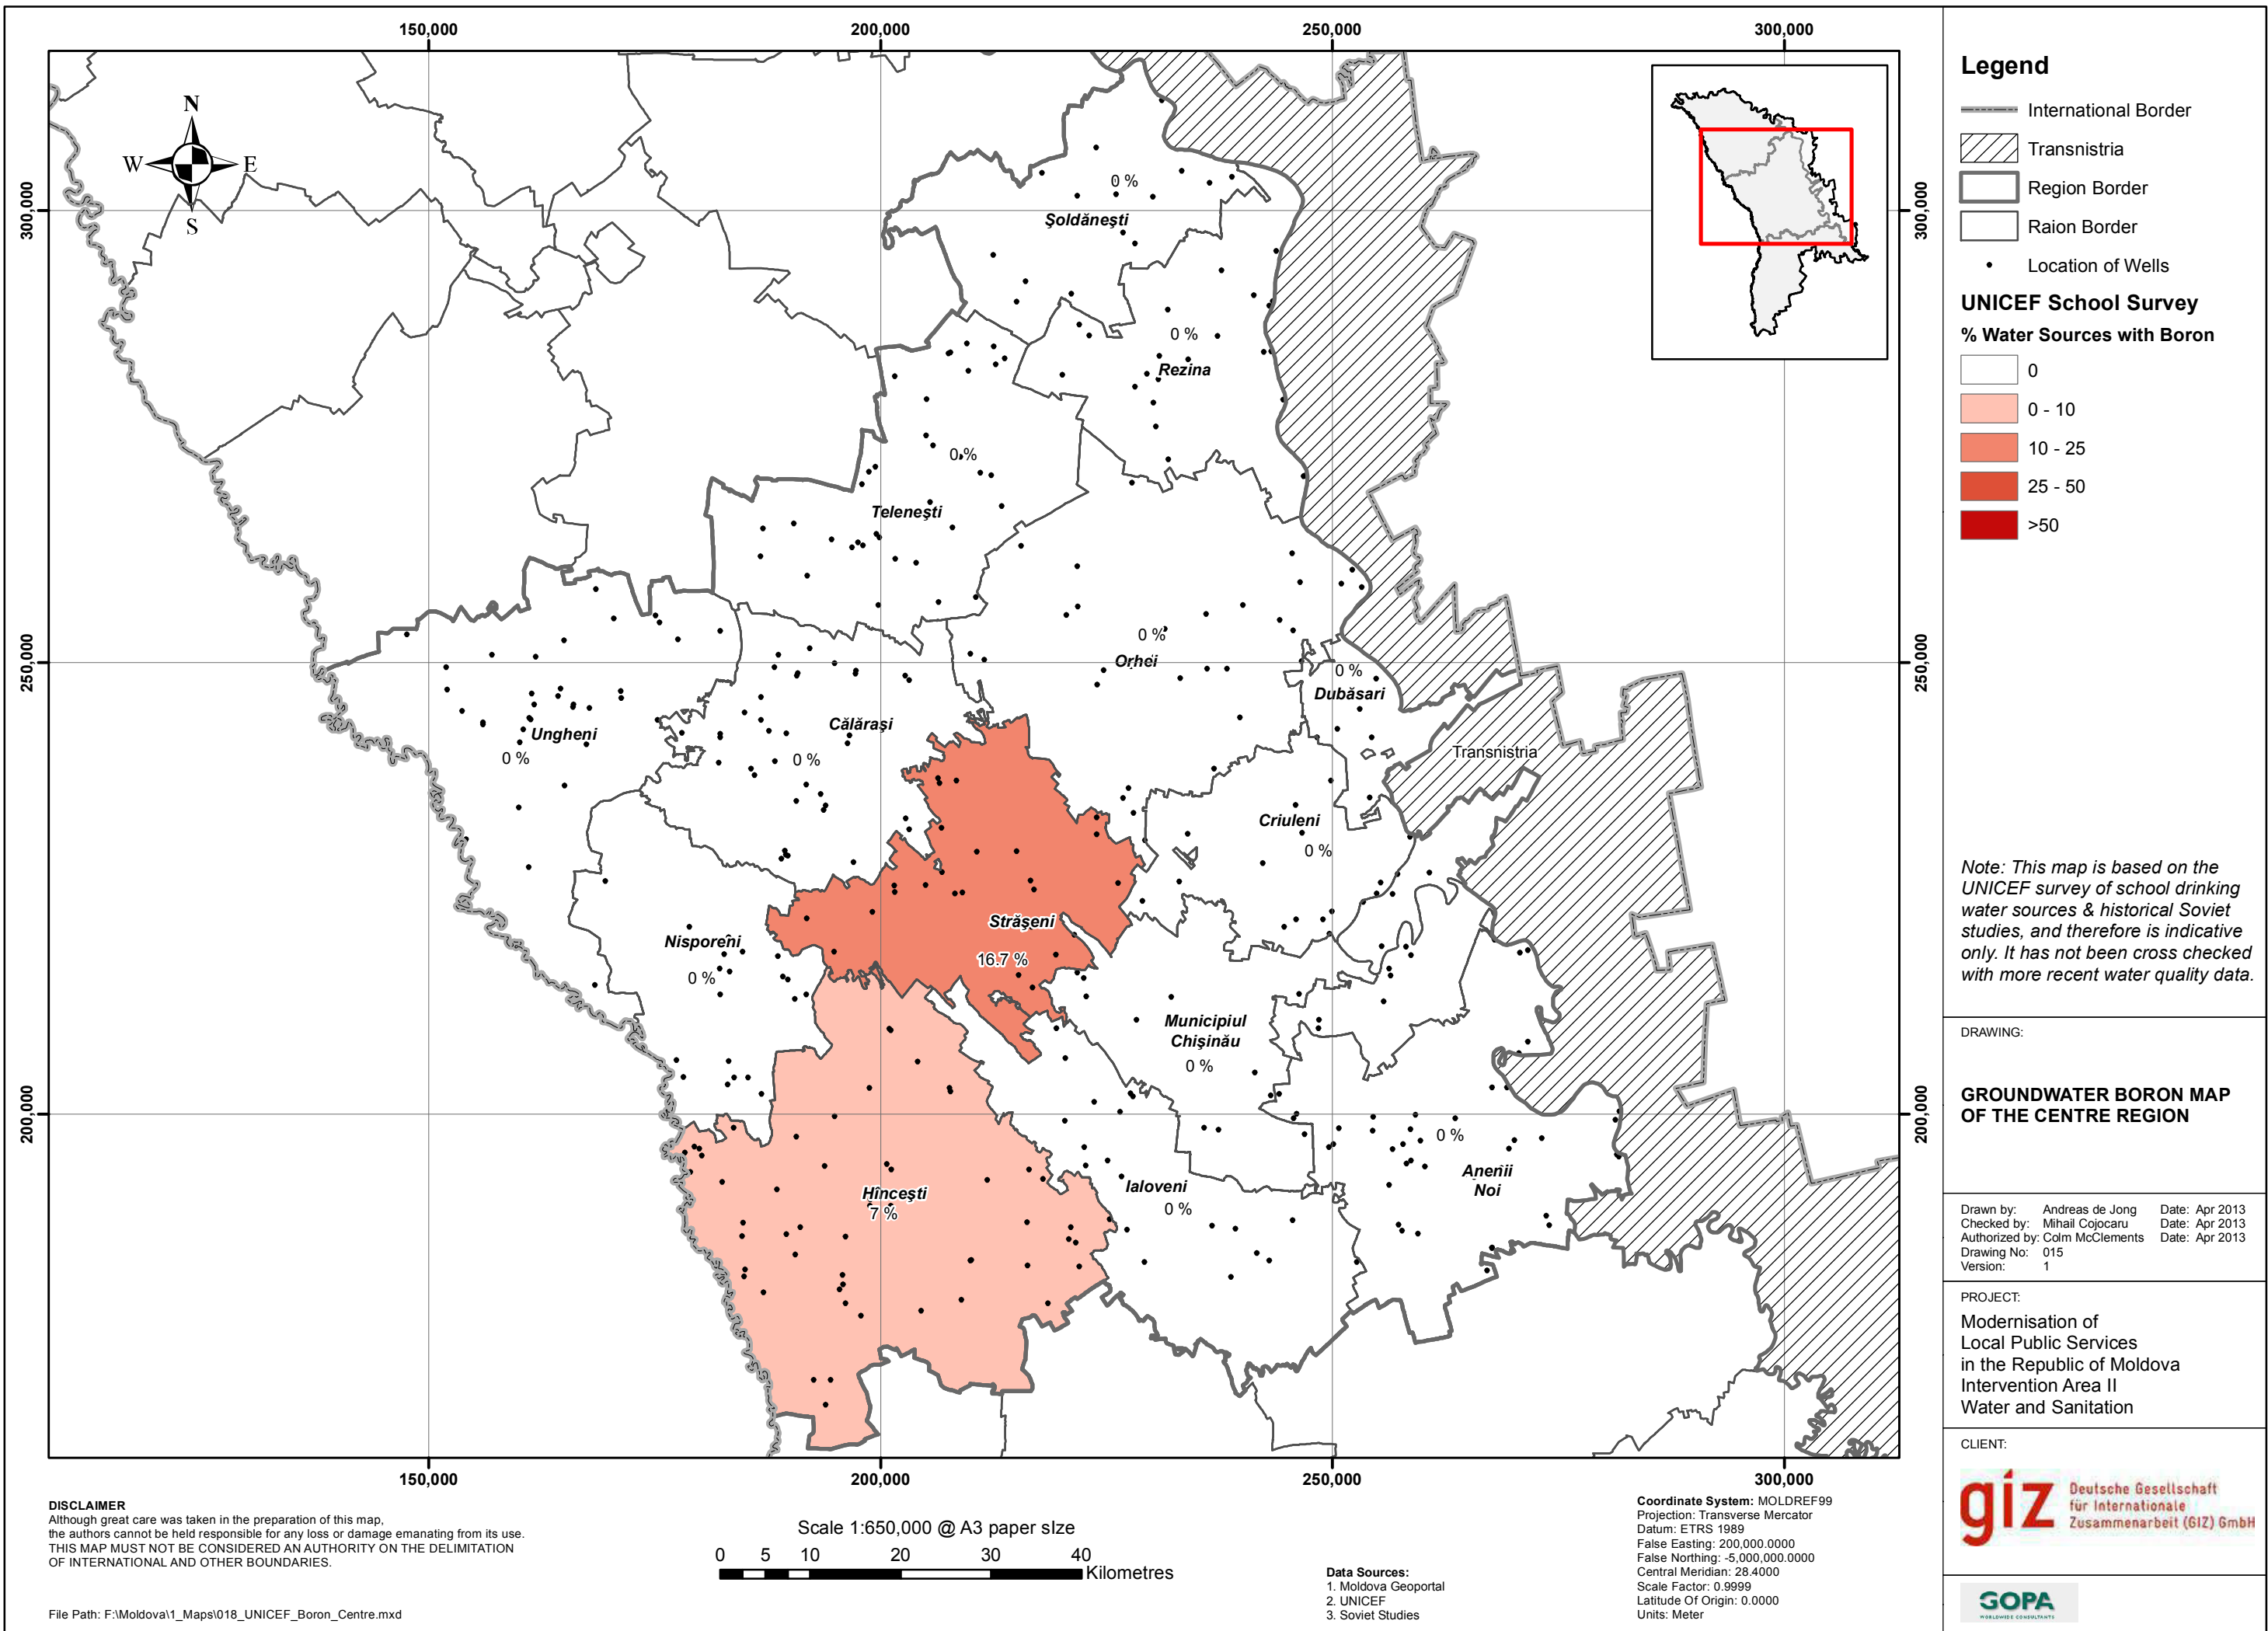 150,000
200,000
250,000
300,000
300,000
250,000
200,000
300,000
250,000
200,000
150,000
200,000
250,000
300,000
N
W
E
S
0 %
Şoldăneşti
0 %
Rezina
0 %
Teleneşti
0 %
Orhei
0 %
Dubăsari
Ungheni
0 %
Călăraşi
0 %
Transnistria
Criuleni
0 %
Străşeni
16.7 %
Nisporeni
0 %
Municipiul
Chişinău
0 %
0 %
Anenii
Noi
Ialoveni
0 %
Hînceşti
7 %
Legend
International Border
Transnistria
Region Border
Raion Border
Location of Wells
UNICEF School Survey
% Water Sources with Boron
0
0 - 10
10 - 25
25 - 50
>50
Note: This map is based on the
UNICEF survey of school drinking
water sources & historical Soviet
studies, and therefore is indicative
only. It has not been cross checked
with more recent water quality data.
DRAWING:
GROUNDWATER BORON MAP
OF THE CENTRE REGION
Drawn by: Andreas de Jong Date: Apr 2013
Checked by: Mihail Cojocaru Date: Apr 2013
Authorized by: Colm McClements Date: Apr 2013
Drawing No: 015
Version: 1
PROJECT:
Modernisation of
Local Public Services
in the Republic of Moldova
Intervention Area II
Water and Sanitation
CLIENT:
giz
Deutsche Gesellschaft
für Internationale
Zusammenarbeit (GIZ) GmbH
GOPA
WORLDWIDE CONSULTANTS
DISCLAIMER
Although great care was taken in the preparation of this map,
the authors cannot be held responsible for any loss or damage emanating from its use.
THIS MAP MUST NOT BE CONSIDERED AN AUTHORITY ON THE DELIMITATION
OF INTERNATIONAL AND OTHER BOUNDARIES.
File Path: F:\Moldova\1_Maps\018_UNICEF_Boron_Centre.mxd
Scale 1:650,000 @ A3 paper sIze
0 5 10 20 30 40
Kilometres
Data Sources:
1. Moldova Geoportal
2. UNICEF
3. Soviet Studies
Coordinate System: MOLDREF99
Projection: Transverse Mercator
Datum: ETRS 1989
False Easting: 200,000.0000
False Northing: -5,000,000.0000
Central Meridian: 28.4000
Scale Factor: 0.9999
Latitude Of Origin: 0.0000
Units: Meter